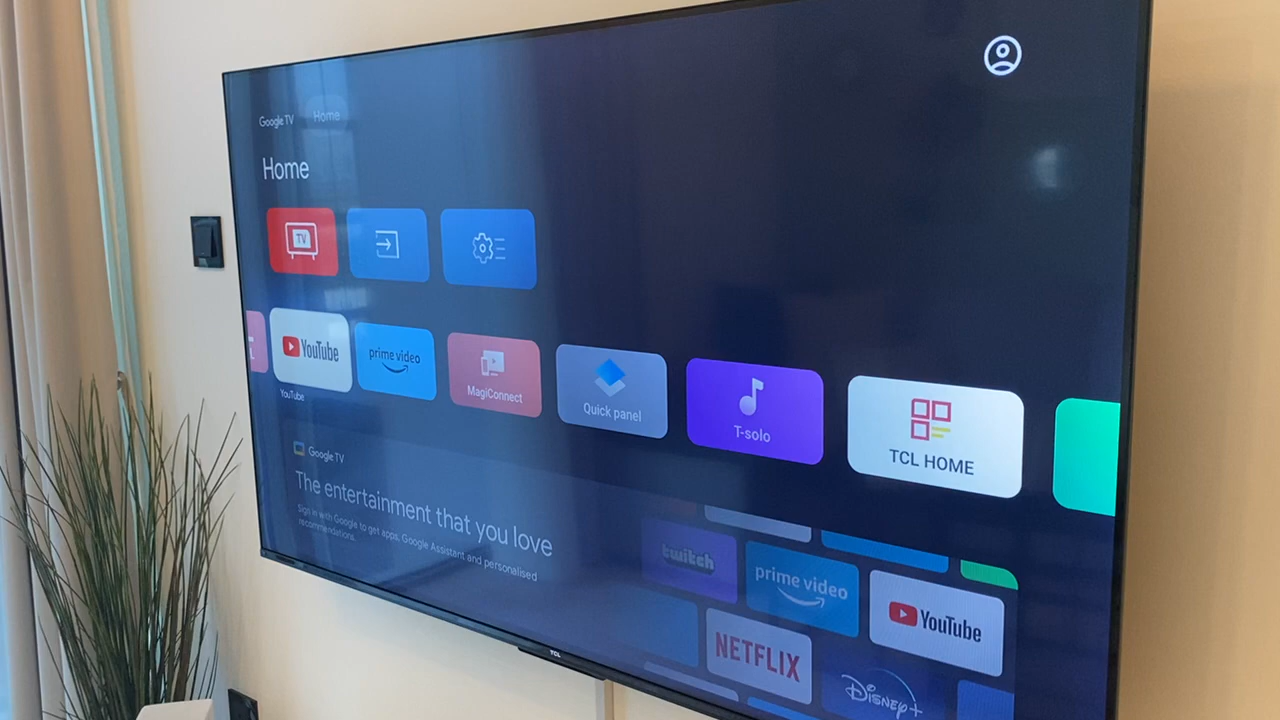 Google TV Home
Home
TV
YouTube
prime video
MagiConnect
Quick panel
T-solo
TCL HOME
YouTube
Google TV
The entertainment that you love
Sign in with Google to get apps, Google Assistant and personalised
recommendations.
twitch
prime video
YouTube
NETFLIX
Disney+
TCL